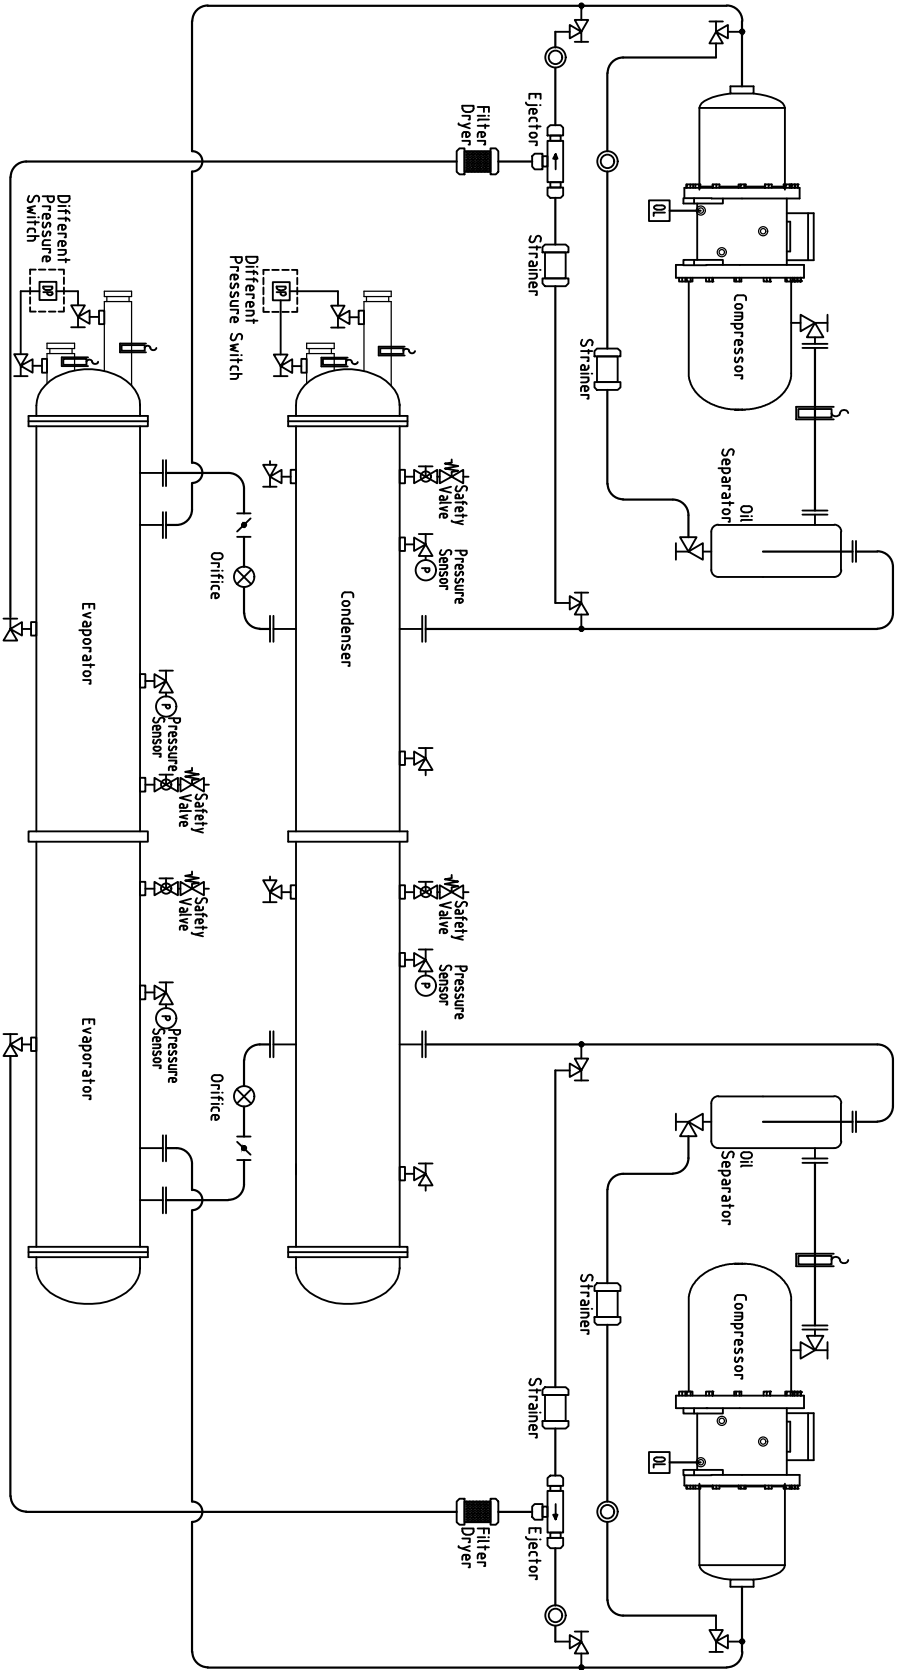 Compressor
Oil
Separator
Oil
Separator
Compressor
OL
OL
Strainer
Strainer
Ejector
Strainer
Strainer
Ejector
Filter
Dryer
Safety
Valve
Pressure
Sensor
P
Safety
Valve
Pressure
Sensor
P
Filter
Dryer
Condenser
DP
Different
Pressure Switch
Orifice
Orifice
P
Pressure
Sensor
Safety
Valve
Safety
Valve
P
Pressure
Sensor
Evaporator
Evaporator
Different
Pressure
Switch
DP